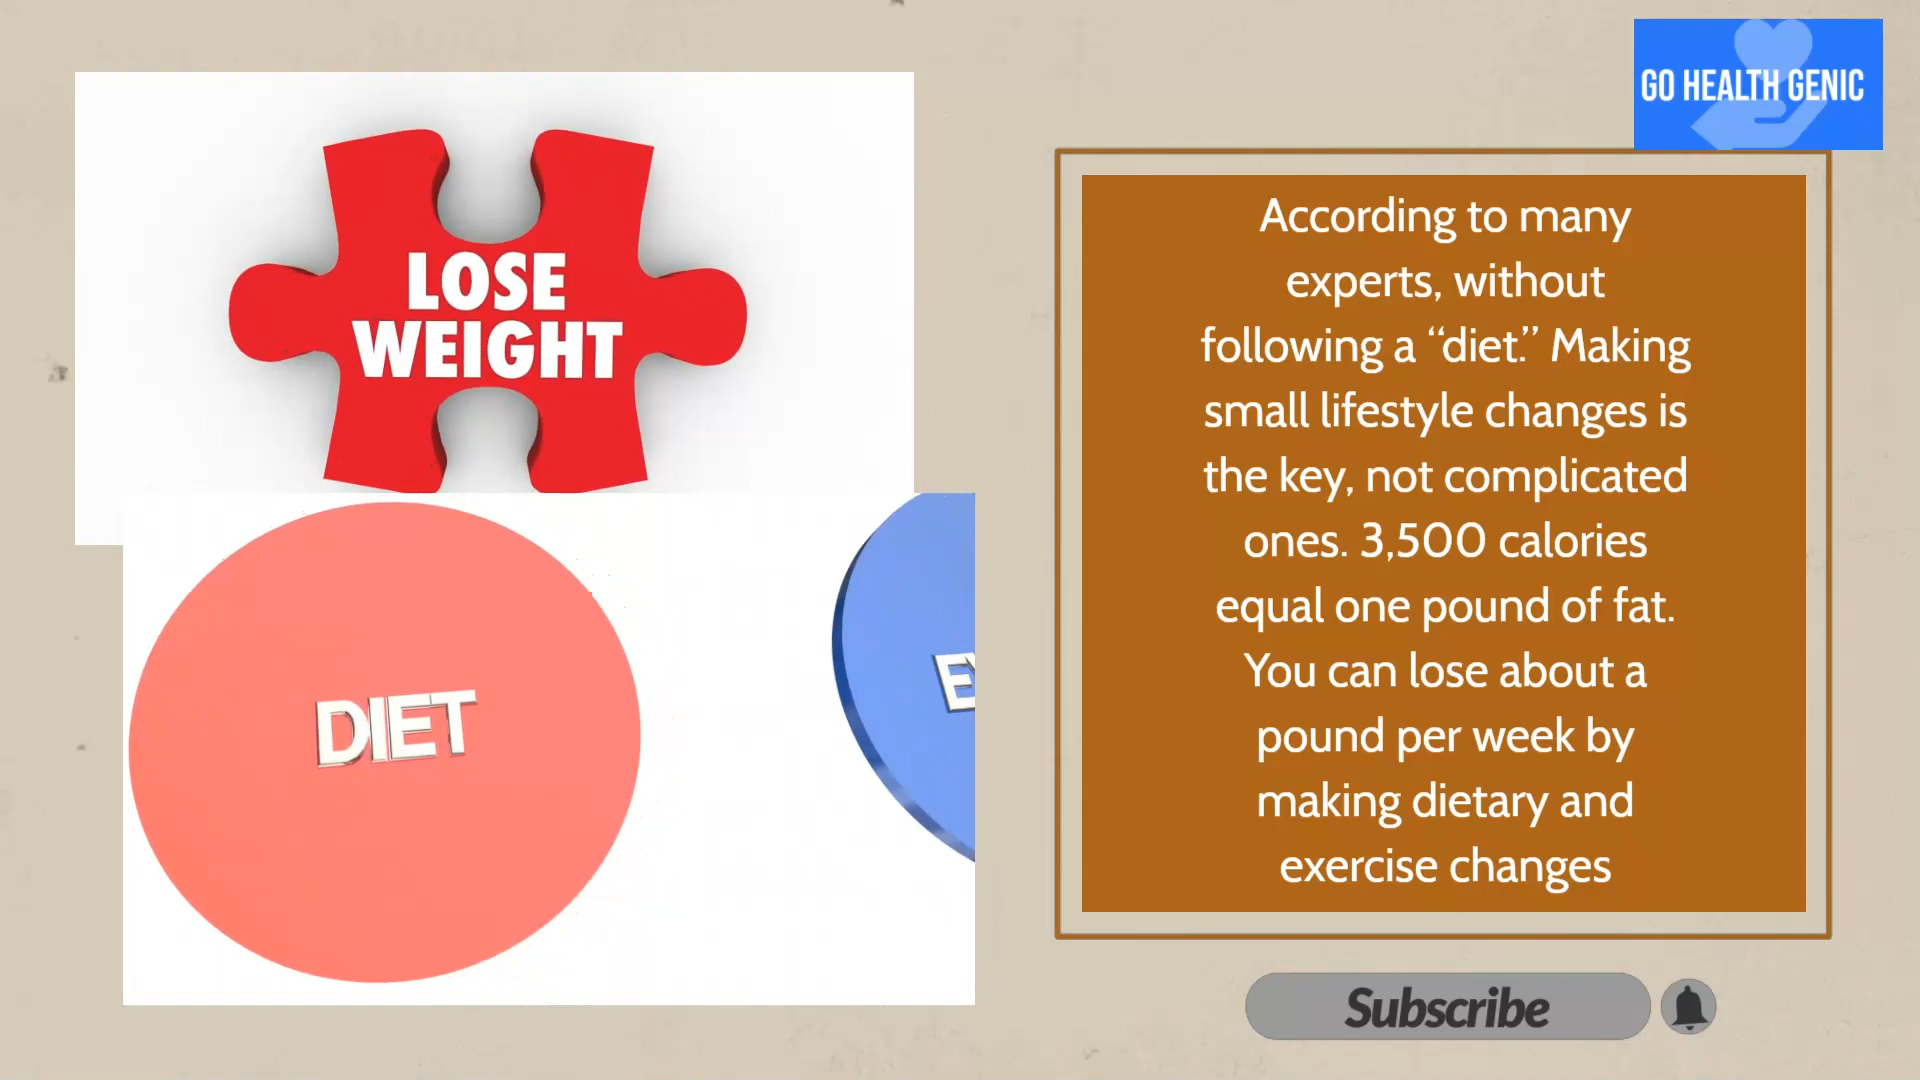 GO HEALTH GENIC
LOSE
WEIGHT
DIET
According to many
experts, without
following a “diet.” Making
small lifestyle changes is
the key, not complicated
ones. 3,500 calories
equal one pound of fat.
You can lose about a
pound per week by
making dietary and
exercise changes
Subscribe